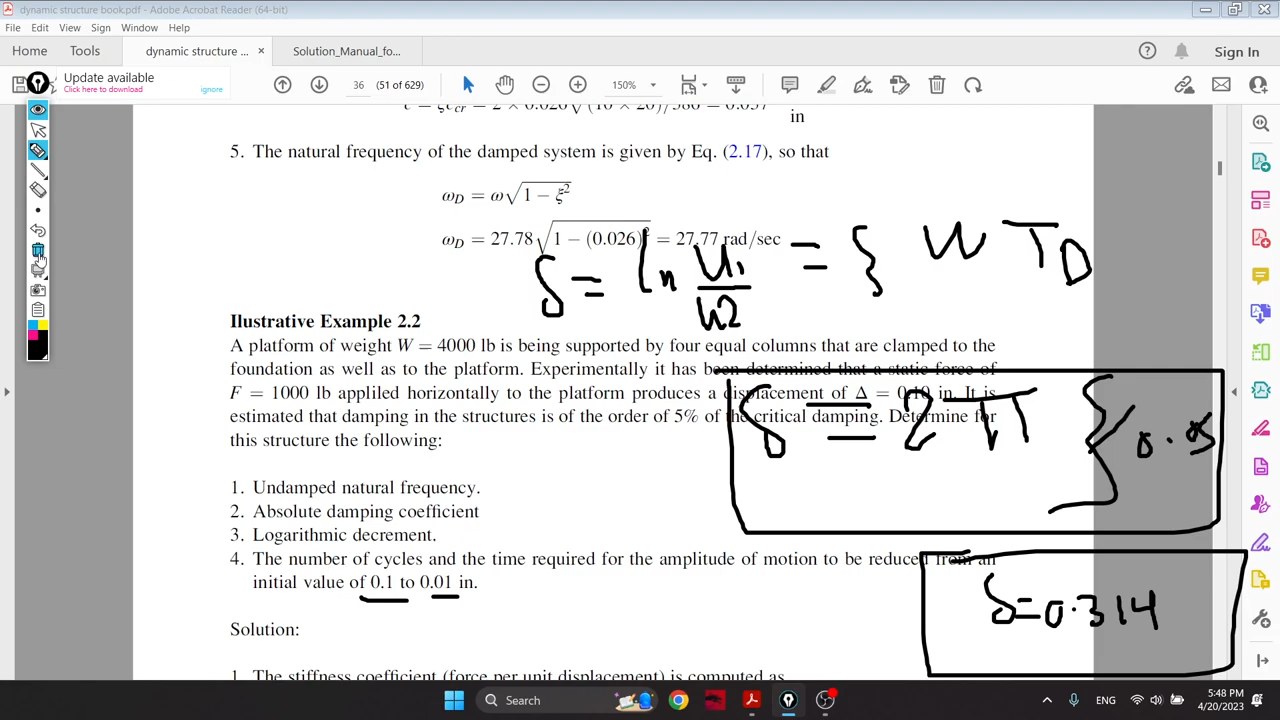 dynamic structure book.pdf - Adobe Acrobat Reader (64-bit)
File Edit View Sign Window Help
Home Tools dynamic structure ... × Solution_Manual_fo... Sign In
Update available
Click here to download ignore
36 (51 of 629) 150%
in
5. The natural frequency of the damped system is given by Eq. (2.17), so that
ω_D = ω√(1 − ξ²)
ω_D = 27.78√(1 − (0.026)²) = 27.77 rad/sec
δ = ln U1/U2 = ξ W T_D
Ilustrative Example 2.2
A platform of weight W = 4000 lb is being supported by four equal columns that are clamped to the
foundation as well as to the platform. Experimentally it has been determined that a static force of
F = 1000 lb appliled horizontally to the platform produces a displacement of Δ = 0.10 in. It is
estimated that damping in the structures is of the order of 5% of the critical damping. Determine for
this structure the following:
δ = 2π ξ 0.05
1. Undamped natural frequency.
2. Absolute damping coefficient
3. Logarithmic decrement.
4. The number of cycles and the time required for the amplitude of motion to be reduced from an
initial value of 0.1 to 0.01 in.
δ=0.314
Solution:
1. The stiffness coefficient (force per unit displacement) is computed as
Search ENG 5:48 PM
4/20/2023